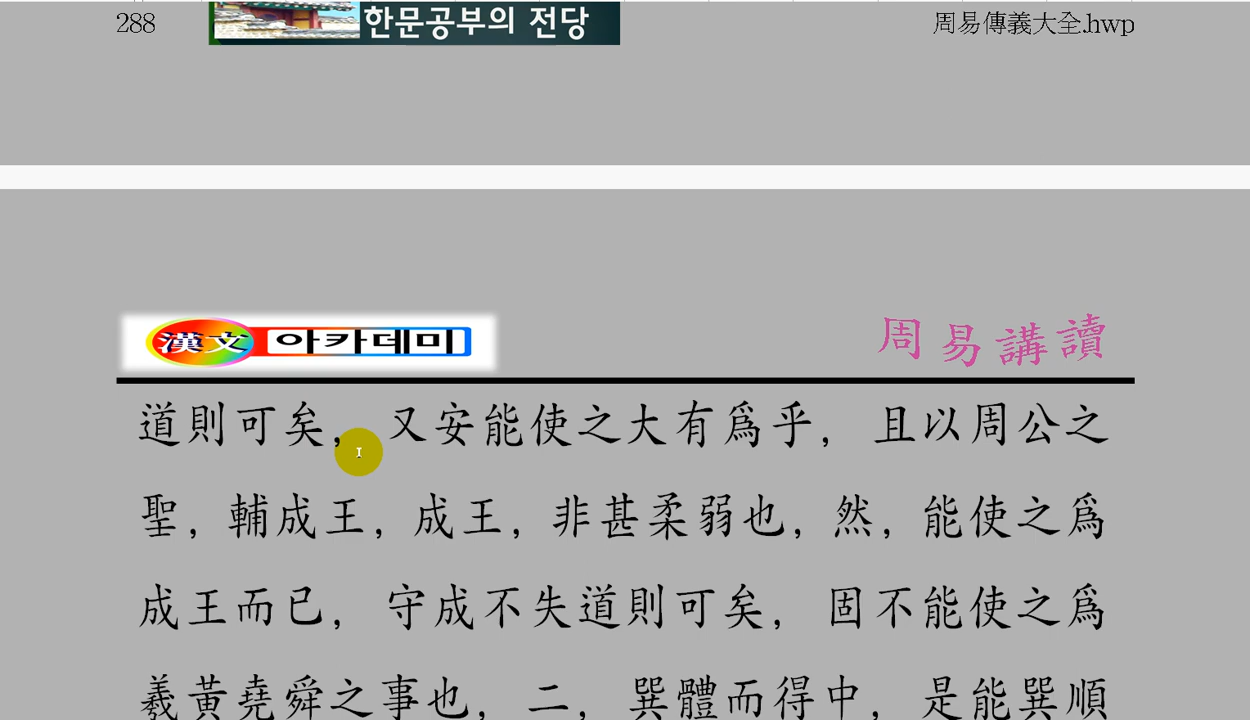 288
한문공부의 전당
周易傳義大全.hwp
漢文 아카데미
周易講讀
道則可矣, 又安能使之大有爲乎, 且以周公之
聖, 輔成王, 成王, 非甚柔弱也, 然, 能使之爲
成王而已, 守成不失道則可矣, 固不能使之爲
羲黃堯舜之事也, 二, 巽體而得中, 是能巽順